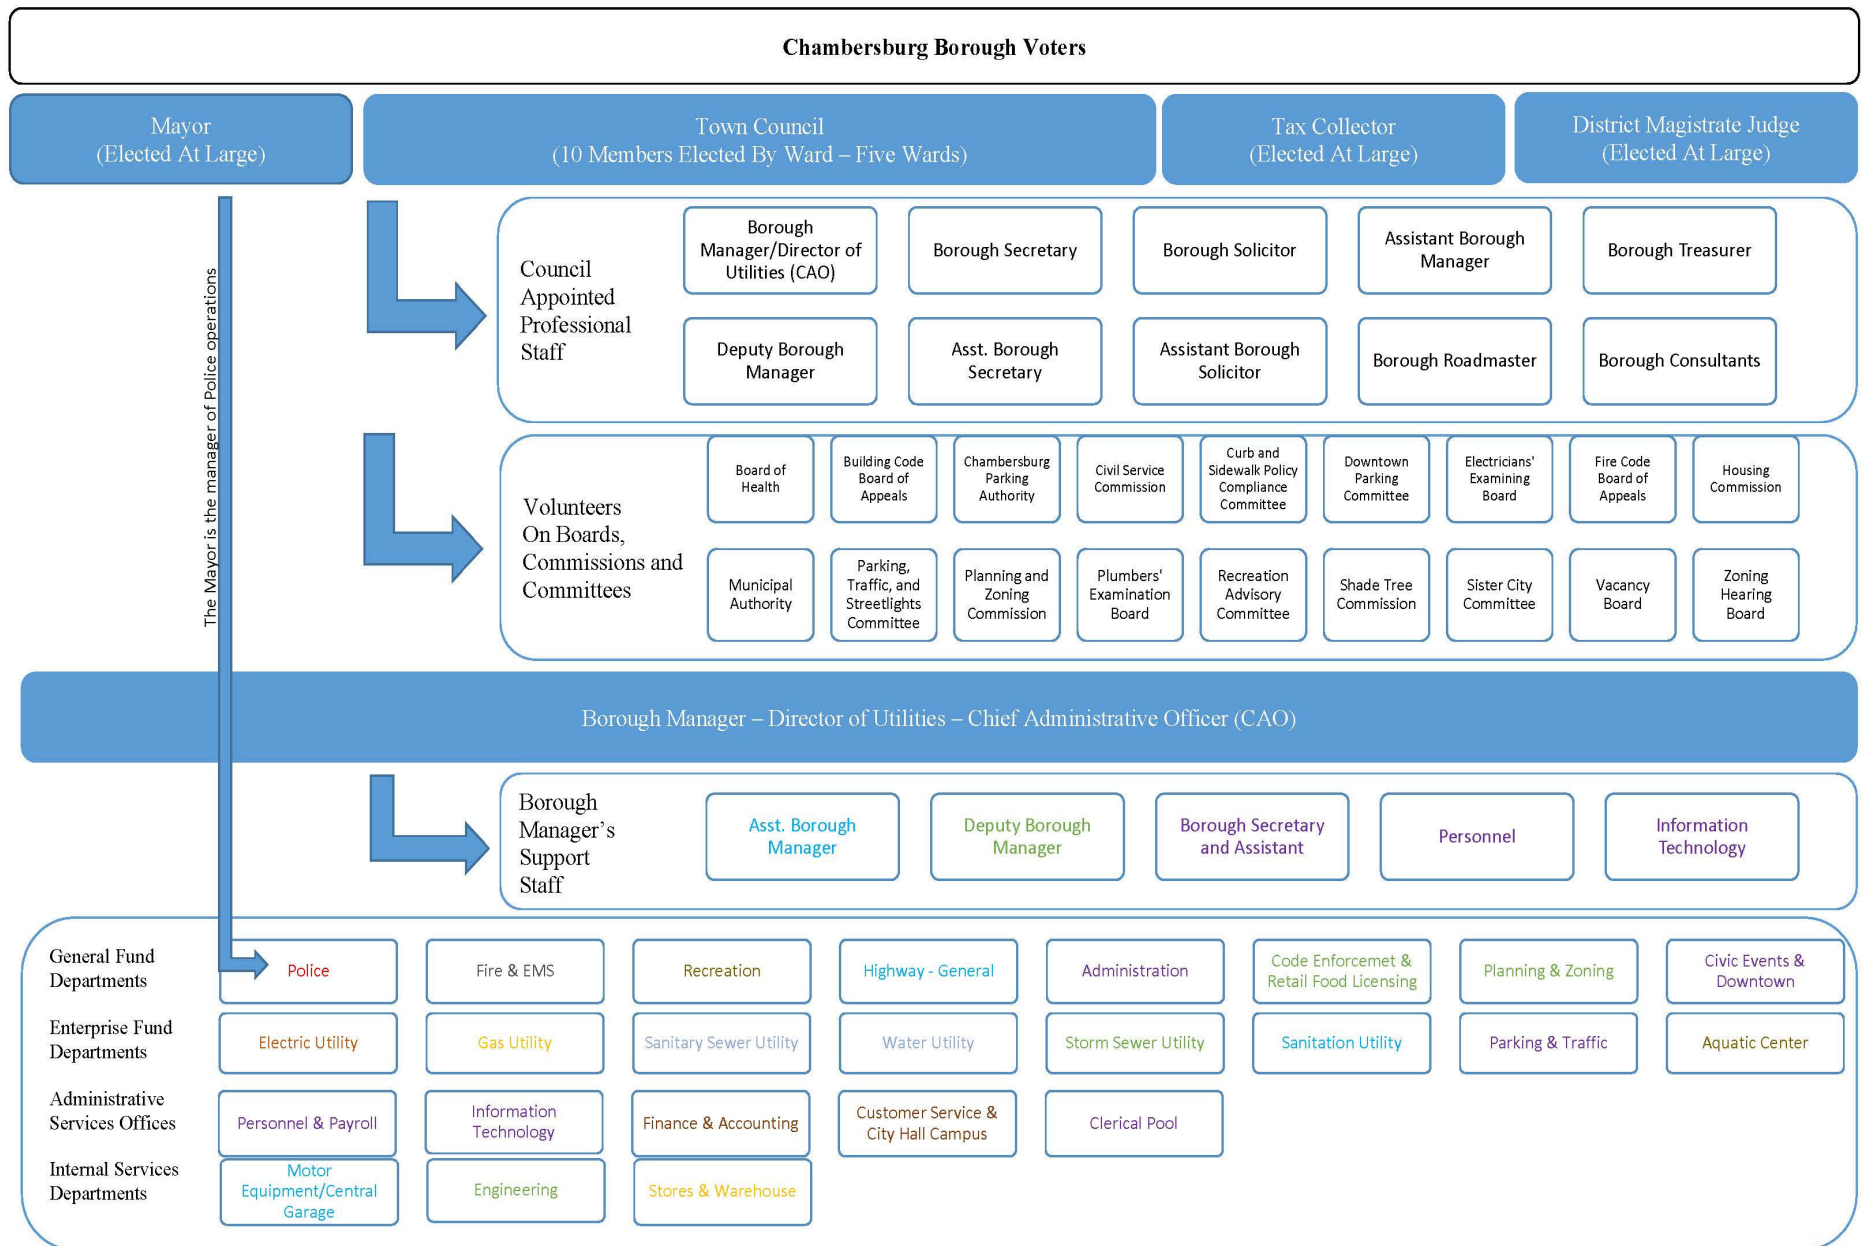 Chambersburg Borough Voters
Mayor
(Elected At Large)
Town Council
(10 Members Elected By Ward – Five Wards)
Tax Collector
(Elected At Large)
District Magistrate Judge
(Elected At Large)
The Mayor is the manager of Police operations
Council
Appointed
Professional
Staff
Borough
Manager/Director of
Utilities (CAO)
Borough Secretary
Borough Solicitor
Assistant Borough
Manager
Borough Treasurer
Deputy Borough
Manager
Asst. Borough
Secretary
Assistant Borough
Solicitor
Borough Roadmaster
Borough Consultants
Volunteers
On Boards,
Commissions and
Committees
Board of
Health
Building Code
Board of
Appeals
Chambersburg
Parking
Authority
Civil Service
Commission
Curb and
Sidewalk Policy
Compliance
Committee
Downtown
Parking
Committee
Electricians'
Examining
Board
Fire Code
Board of
Appeals
Housing
Commission
Municipal
Authority
Parking,
Traffic, and
Streetlights
Committee
Planning and
Zoning
Commission
Plumbers'
Examination
Board
Recreation
Advisory
Committee
Shade Tree
Commission
Sister City
Committee
Vacancy
Board
Zoning
Hearing
Board
Borough Manager – Director of Utilities – Chief Administrative Officer (CAO)
Borough
Manager's
Support
Staff
Asst. Borough
Manager
Deputy Borough
Manager
Borough Secretary
and Assistant
Personnel
Information
Technology
General Fund
Departments
Police
Fire & EMS
Recreation
Highway - General
Administration
Code Enforcemet &
Retail Food Licensing
Planning & Zoning
Civic Events &
Downtown
Enterprise Fund
Departments
Electric Utility
Gas Utility
Sanitary Sewer Utility
Water Utility
Storm Sewer Utility
Sanitation Utility
Parking & Traffic
Aquatic Center
Administrative
Services Offices
Personnel & Payroll
Information
Technology
Finance & Accounting
Customer Service &
City Hall Campus
Clerical Pool
Internal Services
Departments
Motor
Equipment/Central
Garage
Engineering
Stores & Warehouse